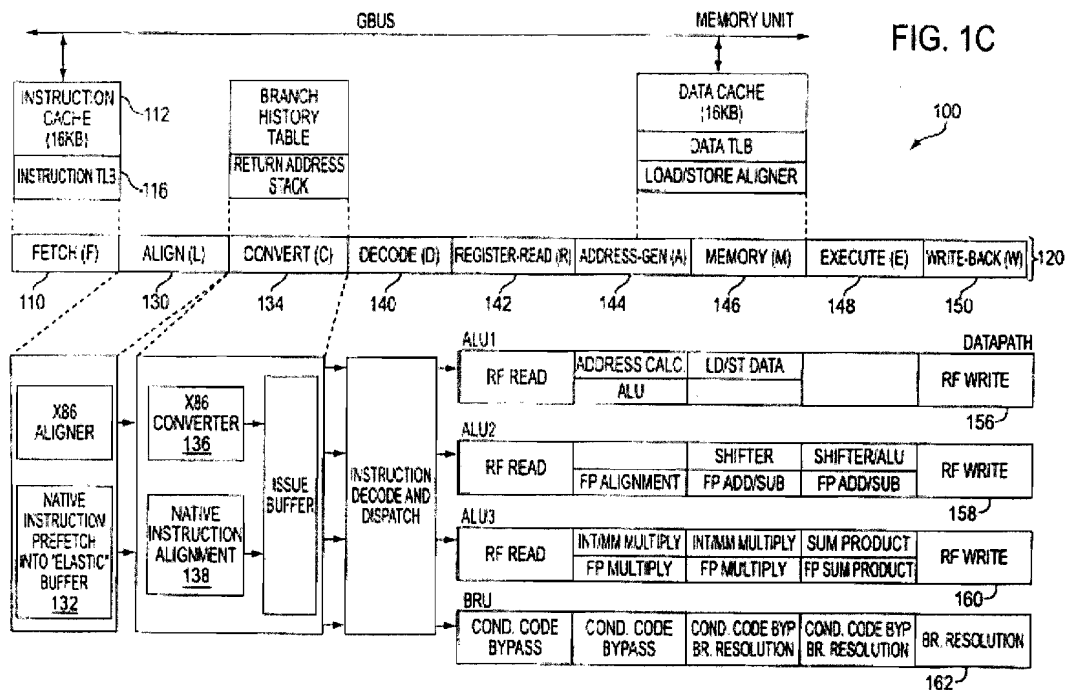 GBUS
MEMORY UNIT
FIG. 1C
INSTRUCTION
CACHE
(16KB)
112
INSTRUCTION TLB
116
BRANCH
HISTORY
TABLE
RETURN ADDRESS
STACK
DATA CACHE
(16KB)
DATA TLB
LOAD/STORE ALIGNER
100
FETCH (F)
ALIGN (L)
CONVERT (C)
DECODE (D)
REGISTER-READ (R)
ADDRESS-GEN (A)
MEMORY (M)
EXECUTE (E)
WRITE-BACK (W)
120
110
130
134
140
142
144
146
148
150
X86
ALIGNER
NATIVE
INSTRUCTION
PREFETCH
INTO "ELASTIC"
BUFFER
132
X86
CONVERTER
136
NATIVE
INSTRUCTION
ALIGNMENT
138
ISSUE BUFFER
INSTRUCTION
DECODE AND
DISPATCH
ALU1
DATAPATH
RF READ
ADDRESS CALC.
ALU
LD/ST DATA
RF WRITE
156
ALU2
RF READ
FP ALIGNMENT
SHIFTER
FP ADD/SUB
SHIFTER/ALU
FP ADD/SUB
RF WRITE
158
ALU3
RF READ
INT/MM MULTIPLY
FP MULTIPLY
INT/MM MULTIPLY
FP MULTIPLY
SUM PRODUCT
FP SUM PRODUCT
RF WRITE
160
BRU
COND. CODE
BYPASS
COND. CODE
BYPASS
COND. CODE BYP
BR. RESOLUTION
COND. CODE BYP
BR. RESOLUTION
BR. RESOLUTION
162